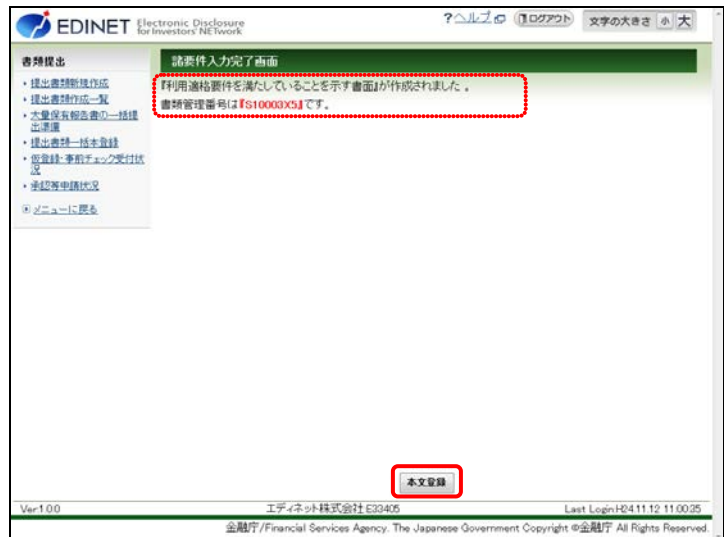 EDINET Electronic Disclosure for Investors' NETwork
?ヘルプ ログアウト 文字の大きさ 小 大
書類提出
・提出書類新規作成
・提出書類作成一覧
・大量保有報告書の一括提
出準備
・提出書類一括本登録
・仮登録・事前チェック受付状
況
・承認等申請状況
メニューに戻る
諸要件入力完了画面
『利用適格要件を満たしていることを示す書面』が作成されました 。
書類管理番号は『S10003X5』です。
本文登録
Ver.1.0.0 エディネット株式会社 E33405 Last Login:H24.11.12 11:00:35
金融庁/Financial Services Agency. The Japanese Government Copyright ©金融庁 All Rights Reserved.